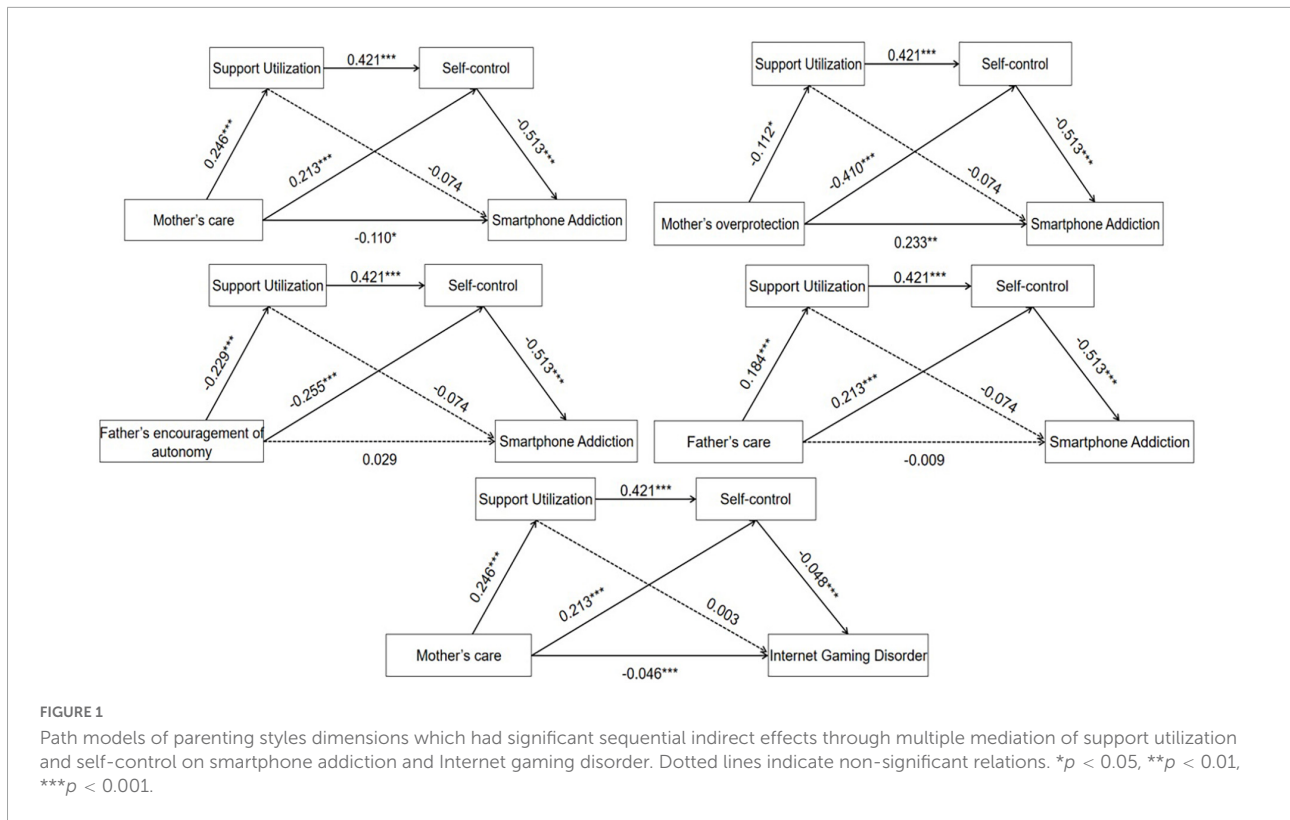 0.421***
Support Utilization
Self-control
0.246***
0.213***
-0.513***
-0.074
Mother's care
Smartphone Addiction
-0.110*
0.421***
Support Utilization
Self-control
-0.112*
-0.410***
-0.513***
-0.074
Mother's overprotection
Smartphone Addiction
0.233**
0.421***
Support Utilization
Self-control
-0.229***
-0.255***
-0.513***
-0.074
Father's encouragement of
autonomy
Smartphone Addiction
0.029
0.421***
Support Utilization
Self-control
0.184***
0.213***
-0.513***
-0.074
Father's care
Smartphone Addiction
-0.009
0.421***
Support Utilization
Self-control
0.246***
0.213***
-0.048***
0.003
Mother's care
Internet Gaming Disorder
-0.046***
FIGURE 1
Path models of parenting styles dimensions which had significant sequential indirect effects through multiple mediation of support utilization
and self-control on smartphone addiction and Internet gaming disorder. Dotted lines indicate non-significant relations. *p < 0.05, **p < 0.01,
***p < 0.001.